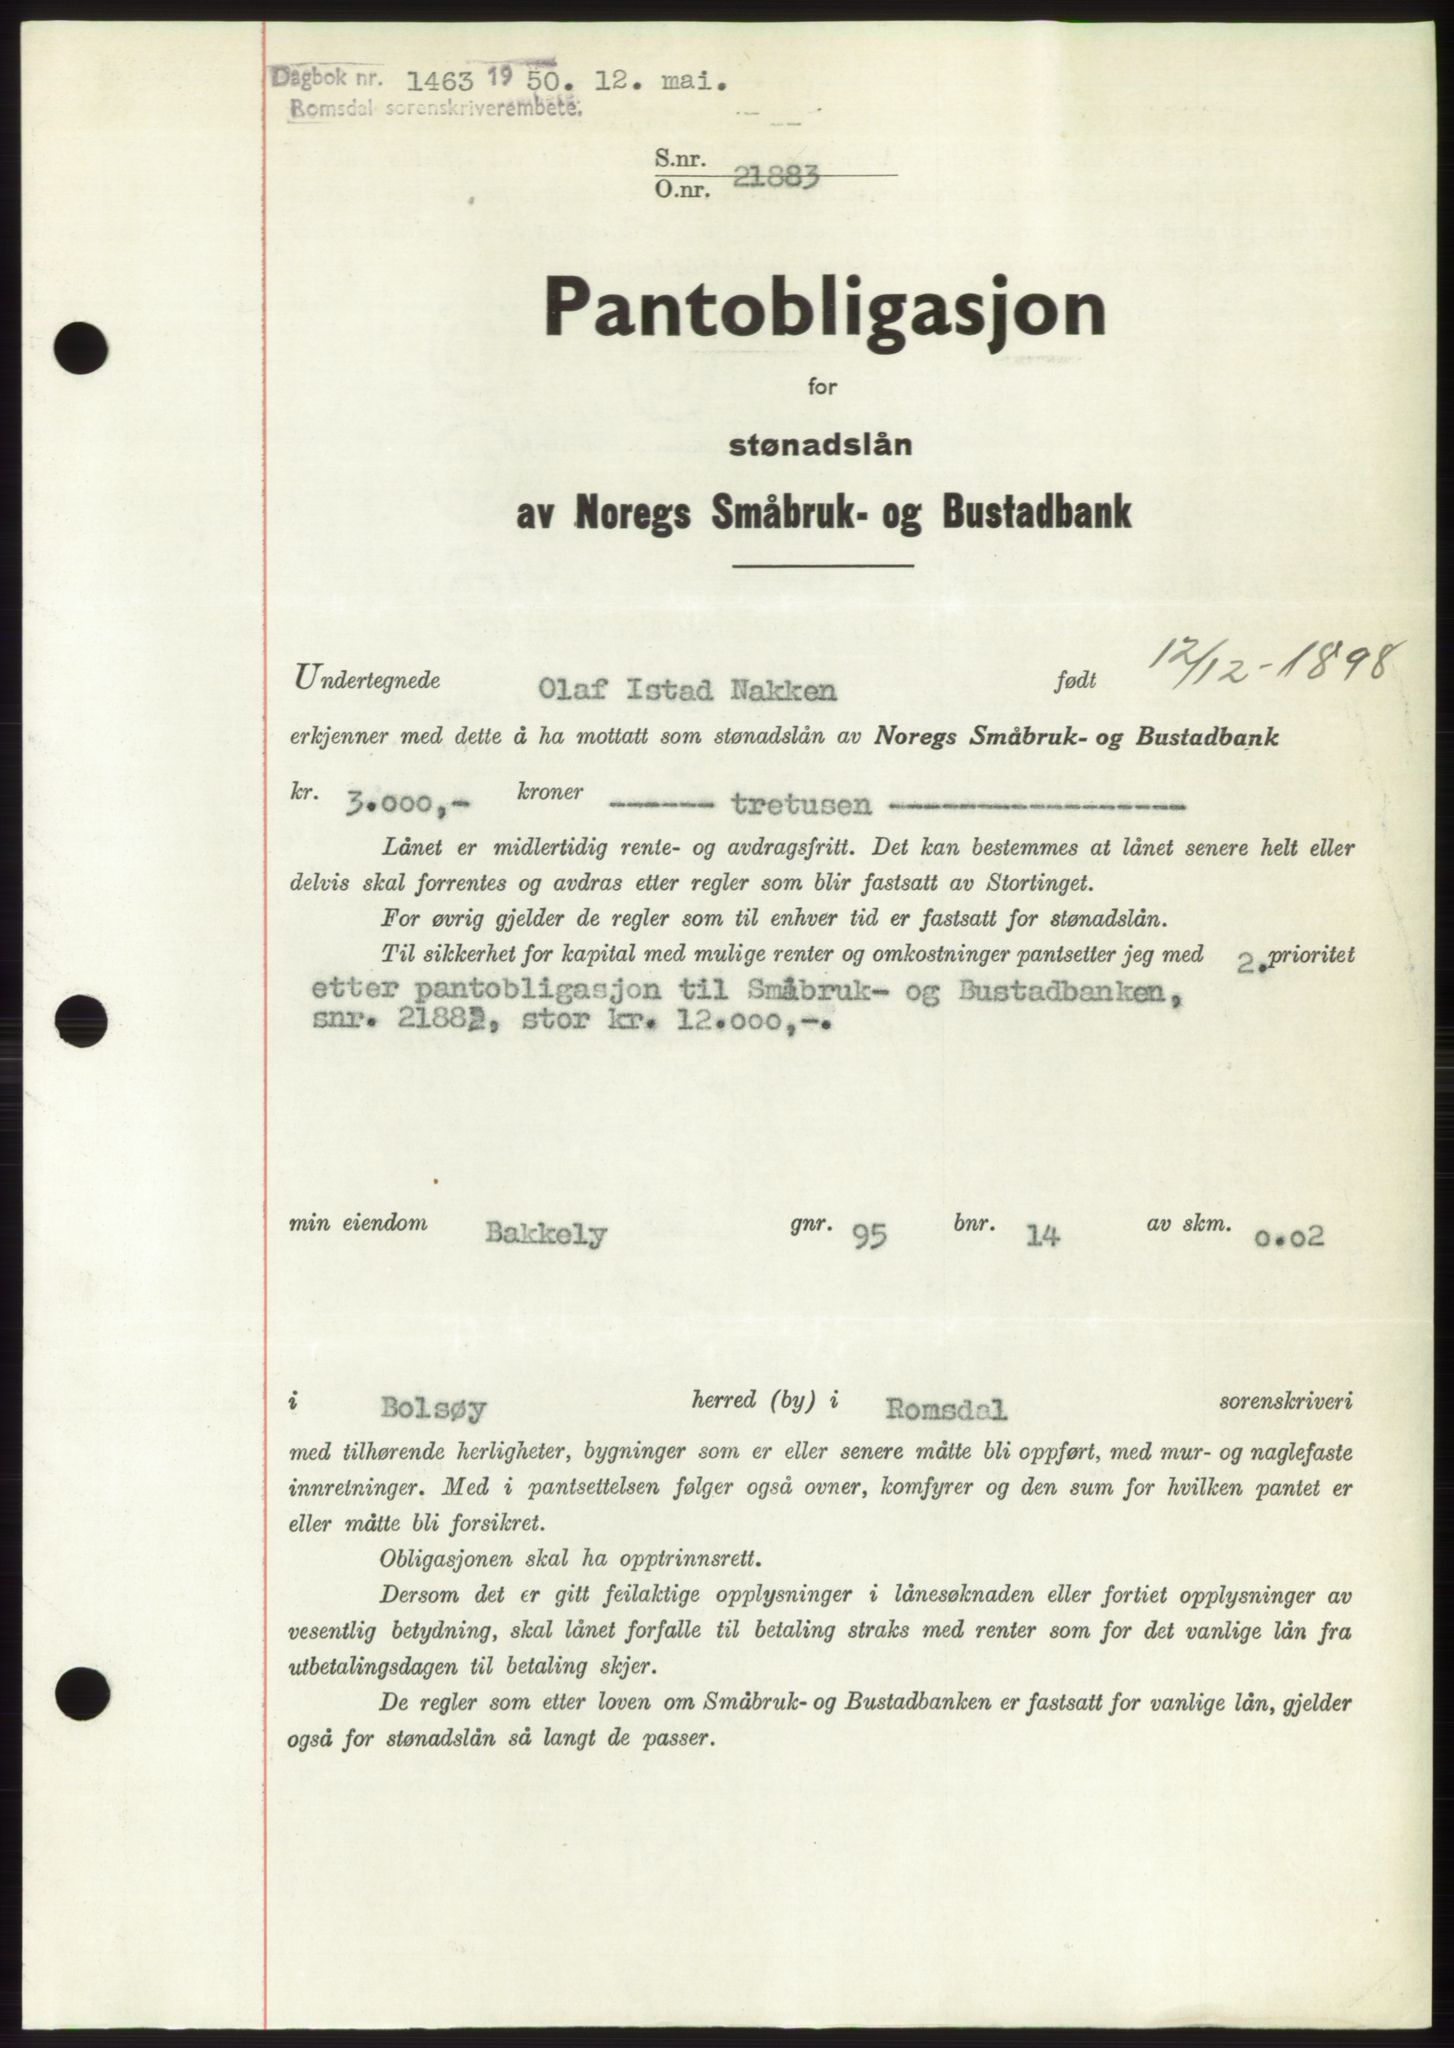 Dagbok nr. 1463 1950. 12. mai.
Romsdal sorenskriverembete.
S.nr.
O.nr. 21883
Pantobligasjon
for
stønadslån
av Noregs Småbruk- og Bustadbank
Undertegnede Olaf Istad Nakken født 12/12-1898
erkjenner med dette å ha mottatt som stønadslån av Noregs Småbruk- og Bustadbank
kr. 3.000,- kroner ------ tretusen -----------------
Lånet er midlertidig rente- og avdragsfritt. Det kan bestemmes at lånet senere helt eller
delvis skal forrentes og avdras etter regler som blir fastsatt av Stortinget.
For øvrig gjelder de regler som til enhver tid er fastsatt for stønadslån.
Til sikkerhet for kapital med mulige renter og omkostninger pantsetter jeg med 2. prioritet
etter pantobligasjon til Småbruk- og Bustadbanken,
snr. 21882, stor kr. 12.000,-.
min eiendom Bakkely gnr. 95 bnr. 14 av skm. 0.02
i Bolsøy herred (by) i Romsdal sorenskriveri
med tilhørende herligheter, bygninger som er eller senere måtte bli oppført, med mur- og naglefaste
innretninger. Med i pantsettelsen følger også ovner, komfyrer og den sum for hvilken pantet er
eller måtte bli forsikret.
Obligasjonen skal ha opptrinnsrett.
Dersom det er gitt feilaktige opplysninger i lånesøknaden eller fortiet opplysninger av
vesentlig betydning, skal lånet forfalle til betaling straks med renter som for det vanlige lån fra
utbetalingsdagen til betaling skjer.
De regler som etter loven om Småbruk- og Bustadbanken er fastsatt for vanlige lån, gjelder
også for stønadslån så langt de passer.